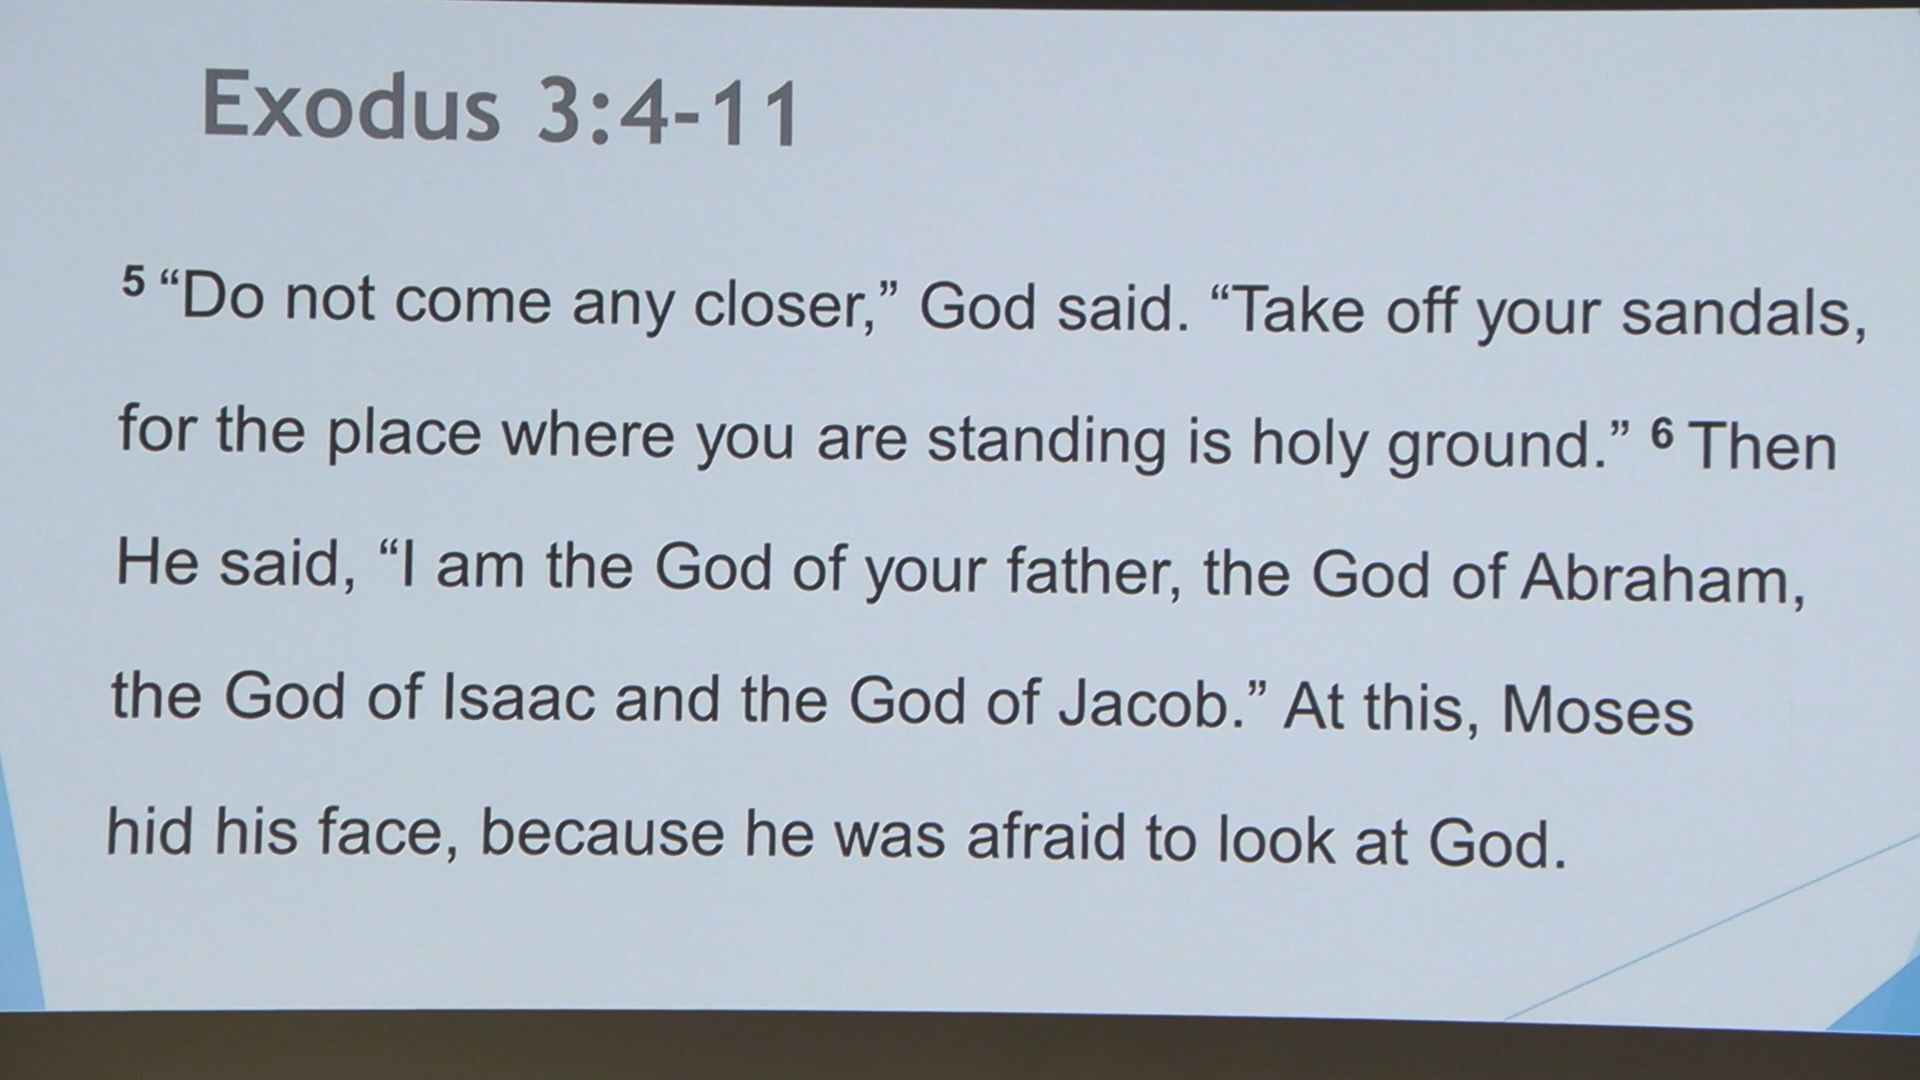 Exodus 3:4-11
5 “Do not come any closer,” God said. “Take off your sandals,
for the place where you are standing is holy ground.” 6 Then
He said, “I am the God of your father, the God of Abraham,
the God of Isaac and the God of Jacob.” At this, Moses
hid his face, because he was afraid to look at God.